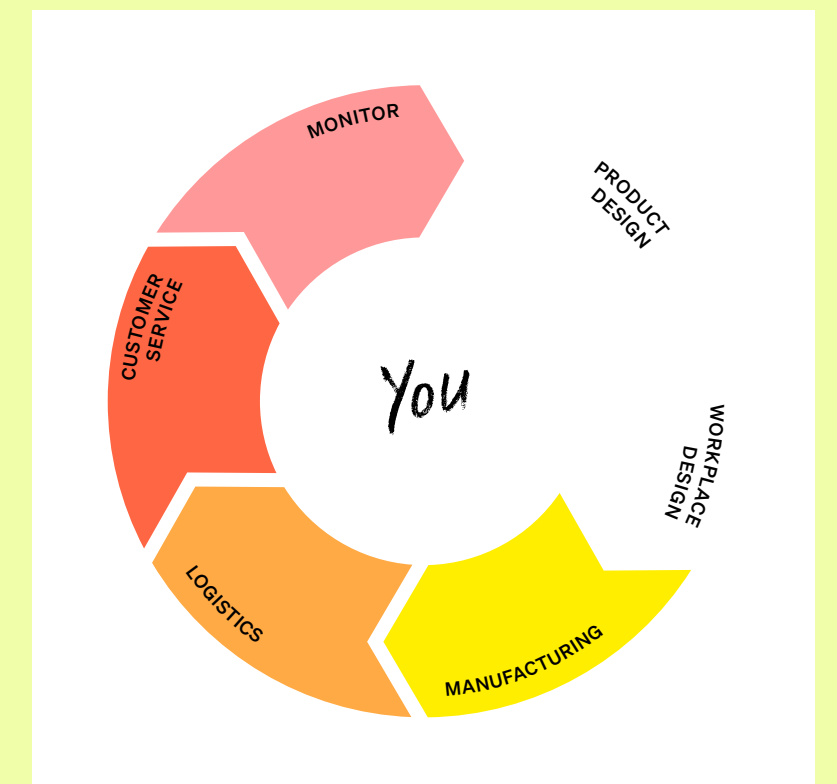 MONITOR
PRODUCT
DESIGN
CUSTOMER
SERVICE
You
WORKPLACE
DESIGN
LOGISTICS
MANUFACTURING